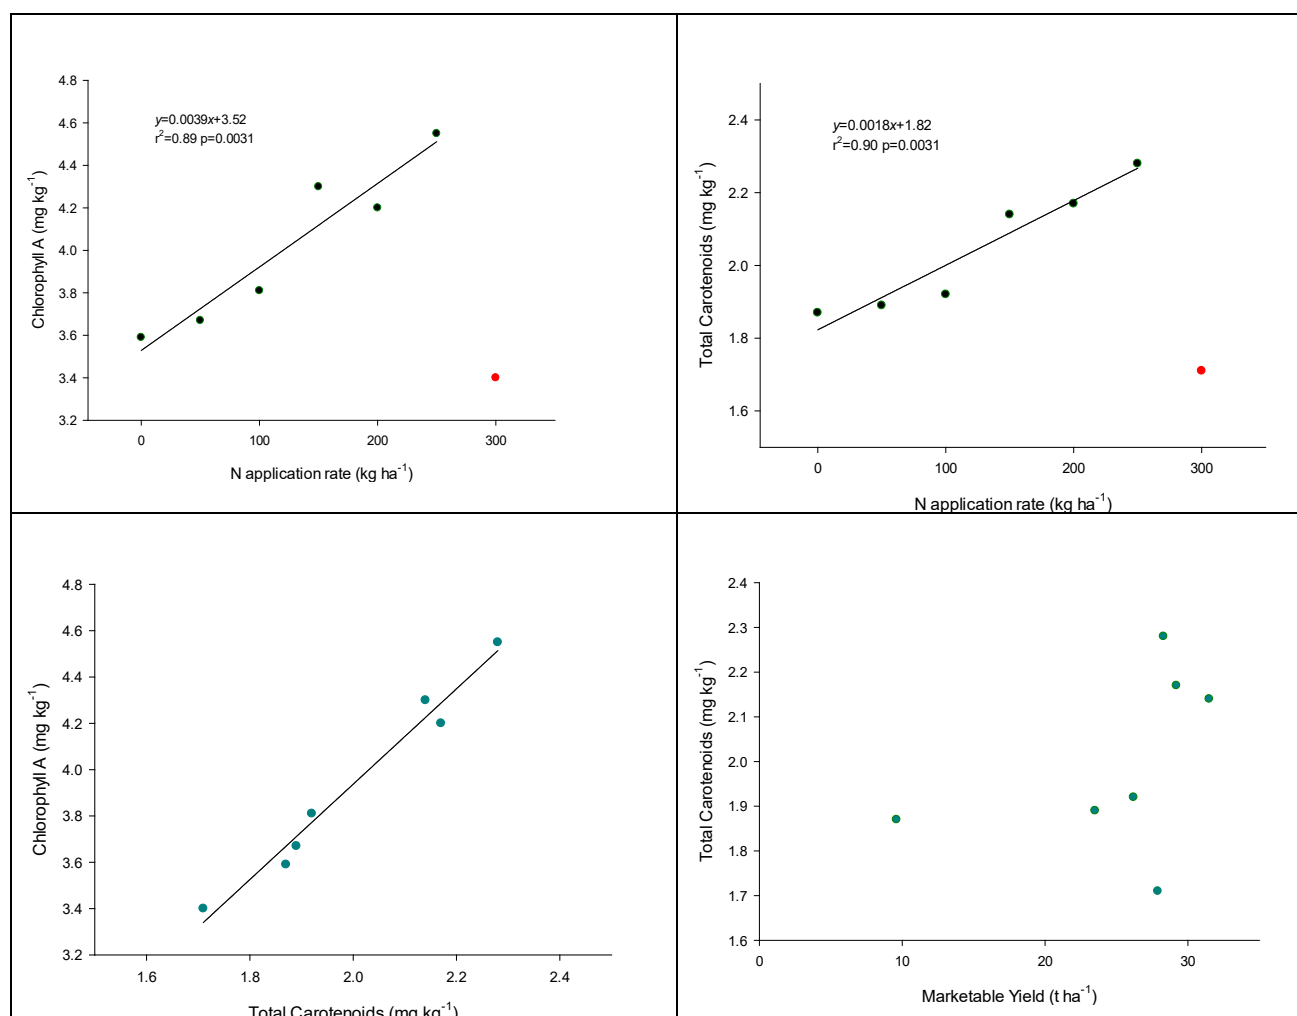 4.8
4.6
4.4
4.2
4.0
3.8
3.6
3.4
3.2
Chlorophyll A (mg kg⁻¹)
y=0.0039x+3.52
r²=0.89 p=0.0031
0 100 200 300
N application rate (kg ha⁻¹)
2.4
2.2
2.0
1.8
1.6
Total Carotenoids (mg kg⁻¹)
y=0.0018x+1.82
r²=0.90 p=0.0031
0 100 200 300
N application rate (kg ha⁻¹)
4.8
4.6
4.4
4.2
4.0
3.8
3.6
3.4
3.2
Chlorophyll A (mg kg⁻¹)
1.6 1.8 2.0 2.2 2.4
Total Carotenoids (mg kg⁻¹)
2.4
2.3
2.2
2.1
2.0
1.9
1.8
1.7
1.6
Total Carotenoids (mg kg⁻¹)
0 10 20 30
Marketable Yield (t ha⁻¹)